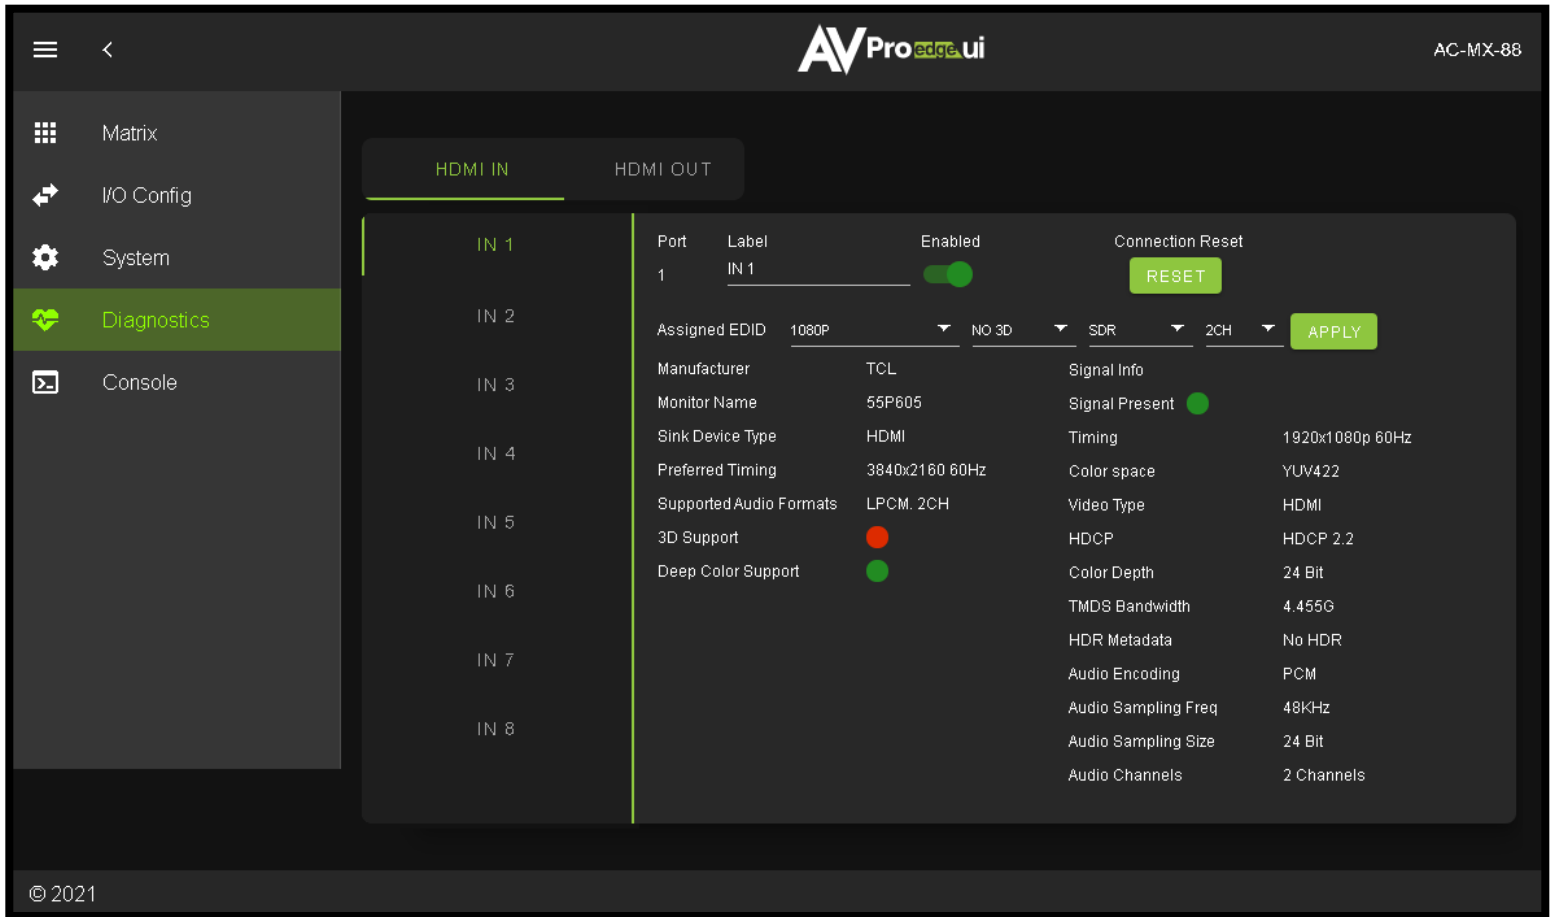 AVPro edge.ui
AC-MX-88
Matrix
I/O Config
System
Diagnostics
Console
HDMI IN HDMI OUT
IN 1
IN 2
IN 3
IN 4
IN 5
IN 6
IN 7
IN 8
Port Label Enabled Connection Reset
1 IN 1 RESET
Assigned EDID 1080P NO 3D SDR 2CH APPLY
Manufacturer TCL
Monitor Name 55P605
Sink Device Type HDMI
Preferred Timing 3840x2160 60Hz
Supported Audio Formats LPCM. 2CH
3D Support
Deep Color Support
Signal Info
Signal Present
Timing 1920x1080p 60Hz
Color space YUV422
Video Type HDMI
HDCP HDCP 2.2
Color Depth 24 Bit
TMDS Bandwidth 4.455G
HDR Metadata No HDR
Audio Encoding PCM
Audio Sampling Freq 48KHz
Audio Sampling Size 24 Bit
Audio Channels 2 Channels
© 2021